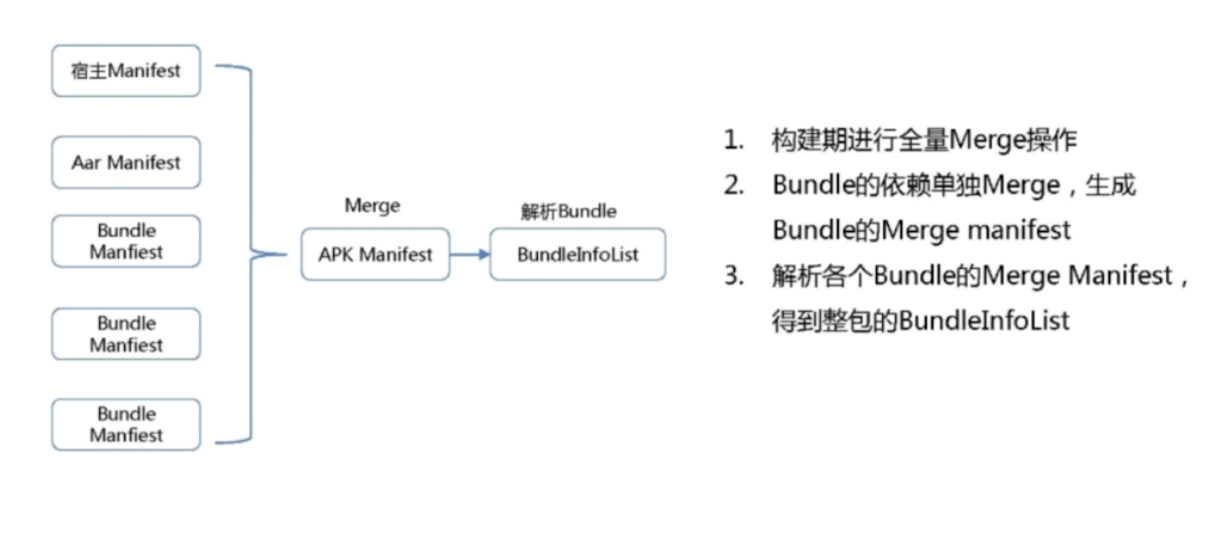 宿主Manifest
Aar Manifest
Bundle
Manfiest
Bundle
Manfiest
Bundle
Manfiest
Merge
APK Manifest
解析Bundle
BundleInfoList
1. 构建期进行全量Merge操作
2. Bundle的依赖单独Merge，生成
Bundle的Merge manifest
3. 解析各个Bundle的Merge Manifest，
得到整包的BundleInfoList